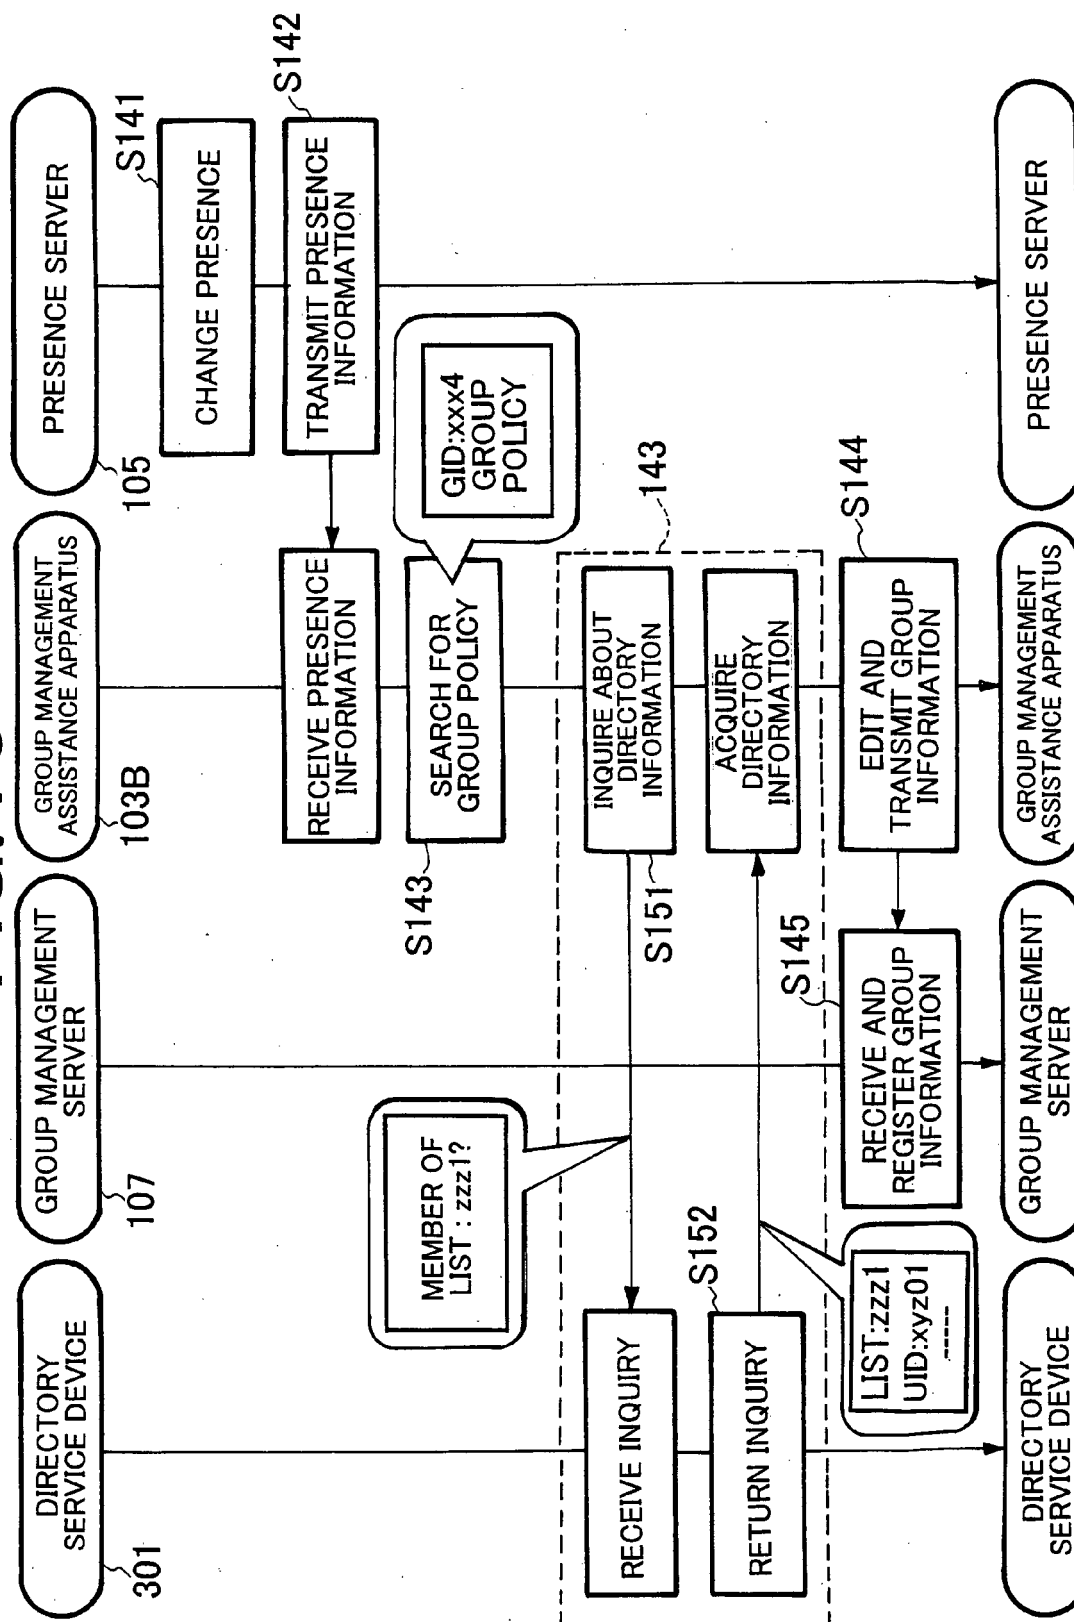 DIRECTORY
SERVICE DEVICE
301
GROUP MANAGEMENT
SERVER
107
GROUP MANAGEMENT
ASSISTANCE APPARATUS
103B
PRESENCE SERVER
105
CHANGE PRESENCE
S141
TRANSMIT PRESENCE
INFORMATION
S142
RECEIVE PRESENCE
INFORMATION
SEARCH FOR
GROUP POLICY
S143
GID:xxx4
GROUP
POLICY
143
INQUIRE ABOUT
DIRECTORY
INFORMATION
S151
MEMBER OF
LIST : zzz1?
RECEIVE INQUIRY
RETURN INQUIRY
S152
LIST:zzz1
UID:xyz01
-----
ACQUIRE
DIRECTORY
INFORMATION
EDIT AND
TRANSMIT GROUP
INFORMATION
S144
RECEIVE AND
REGISTER GROUP
INFORMATION
S145
DIRECTORY
SERVICE DEVICE
GROUP MANAGEMENT
SERVER
GROUP MANAGEMENT
ASSISTANCE APPARATUS
PRESENCE SERVER